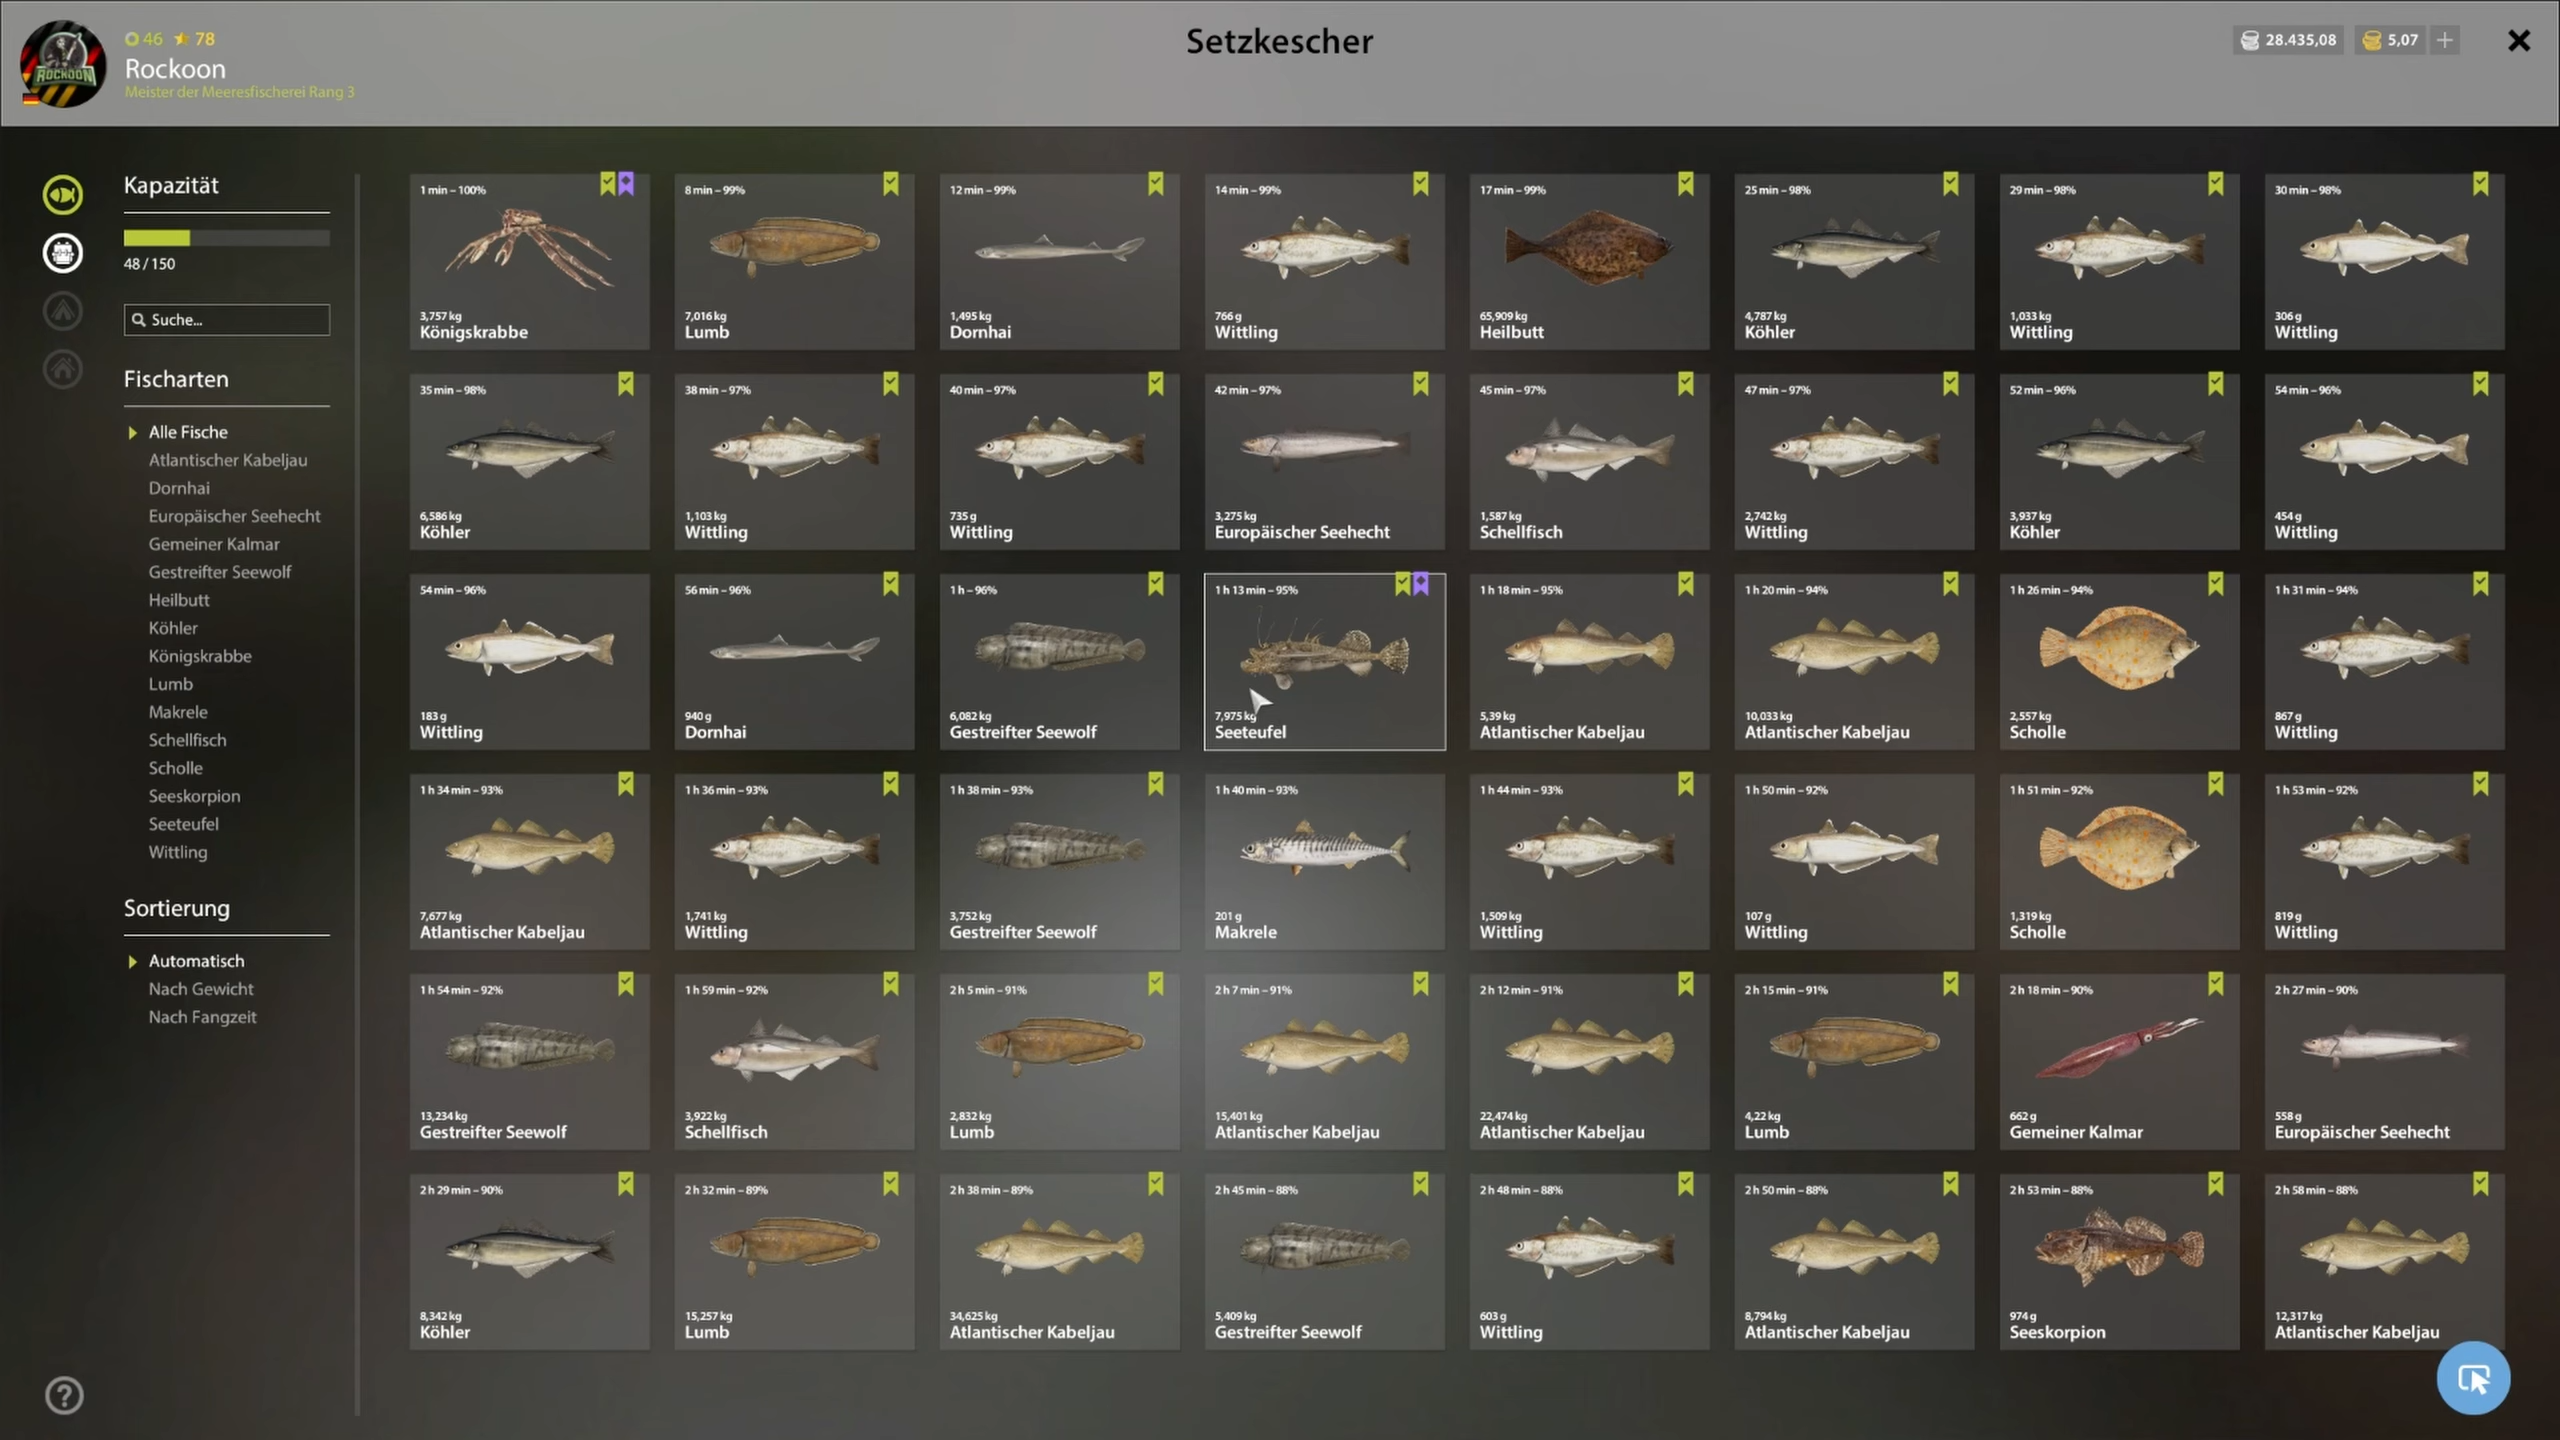 46 78
Setzkescher
28.435,08 5,07
ROCKOON
Rockoon
Meister der Meeresfischerei Rang 3
Kapazität
48 / 150
Suche...
Fischarten
Alle Fische
Atlantischer Kabeljau
Dornhai
Europäischer Seehecht
Gemeiner Kalmar
Gestreifter Seewolf
Heilbutt
Köhler
Königskrabbe
Lumb
Makrele
Schellfisch
Scholle
Seeskorpion
Seeteufel
Wittling
Sortierung
Automatisch
Nach Gewicht
Nach Fangzeit
1 min – 100%
3,757 kg
Königskrabbe
8 min – 99%
7,016 kg
Lumb
12 min – 99%
1,495 kg
Dornhai
14 min – 99%
766 g
Wittling
17 min – 99%
65,909 kg
Heilbutt
25 min – 98%
4,787 kg
Köhler
29 min – 98%
1,033 kg
Wittling
30 min – 98%
306 g
Wittling
35 min – 98%
6,586 kg
Köhler
38 min – 97%
1,103 kg
Wittling
40 min – 97%
735 g
Wittling
42 min – 97%
3,275 kg
Europäischer Seehecht
45 min – 97%
1,587 kg
Schellfisch
47 min – 97%
2,742 kg
Wittling
52 min – 96%
3,937 kg
Köhler
54 min – 96%
454 g
Wittling
54 min – 96%
183 g
Wittling
56 min – 96%
940 g
Dornhai
1 h – 96%
6,082 kg
Gestreifter Seewolf
1 h 13 min – 95%
7,975 kg
Seeteufel
1 h 18 min – 95%
5,39 kg
Atlantischer Kabeljau
1 h 20 min – 94%
10,033 kg
Atlantischer Kabeljau
1 h 26 min – 94%
2,557 kg
Scholle
1 h 31 min – 94%
867 g
Wittling
1 h 34 min – 93%
7,677 kg
Atlantischer Kabeljau
1 h 36 min – 93%
1,741 kg
Wittling
1 h 38 min – 93%
3,752 kg
Gestreifter Seewolf
1 h 40 min – 93%
201 g
Makrele
1 h 44 min – 93%
1,509 kg
Wittling
1 h 50 min – 92%
107 g
Wittling
1 h 51 min – 92%
1,319 kg
Scholle
1 h 53 min – 92%
819 g
Wittling
1 h 54 min – 92%
13,234 kg
Gestreifter Seewolf
1 h 59 min – 92%
3,922 kg
Schellfisch
2 h 5 min – 91%
2,832 kg
Lumb
2 h 7 min – 91%
15,401 kg
Atlantischer Kabeljau
2 h 12 min – 91%
22,474 kg
Atlantischer Kabeljau
2 h 15 min – 91%
4,22 kg
Lumb
2 h 18 min – 90%
662 g
Gemeiner Kalmar
2 h 27 min – 90%
558 g
Europäischer Seehecht
2 h 29 min – 90%
8,342 kg
Köhler
2 h 32 min – 89%
15,257 kg
Lumb
2 h 38 min – 89%
34,625 kg
Atlantischer Kabeljau
2 h 45 min – 88%
5,409 kg
Gestreifter Seewolf
2 h 48 min – 88%
603 g
Wittling
2 h 50 min – 88%
8,794 kg
Atlantischer Kabeljau
2 h 53 min – 88%
974 g
Seeskorpion
2 h 58 min – 88%
12,317 kg
Atlantischer Kabeljau
?